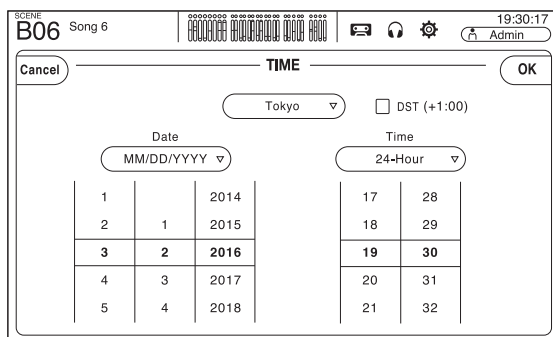 SCENE
B06 Song 6
19:30:17
Admin
Cancel
TIME
OK
Tokyo
DST (+1:00)
Date
Time
MM/DD/YYYY
24-Hour
1 2014 17 28
2 1 2015 18 29
3 2 2016 19 30
4 3 2017 20 31
5 4 2018 21 32